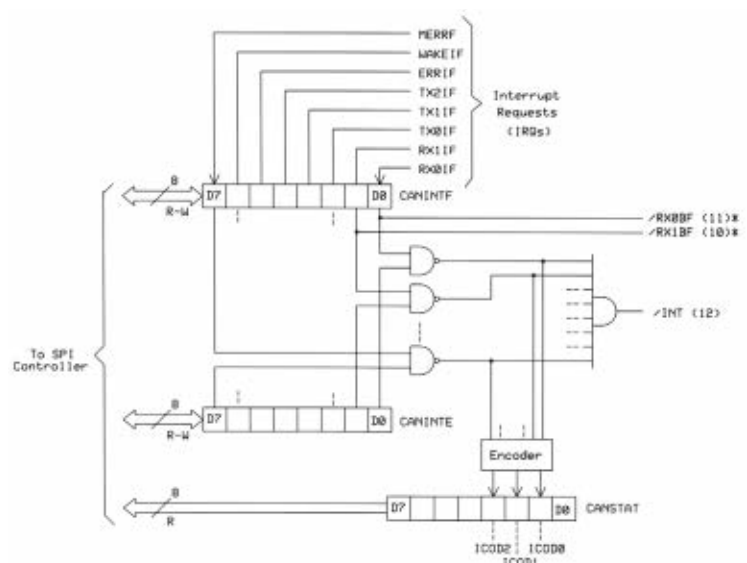 MERRF
WAKEIF
ERRIF
TX2IF
TX1IF
TX0IF
RX1IF
RX0IF
Interrupt
Requests
(IRQs)
8
R-W
D7
D0
CANINTF
/RX0BF (11)*
/RX1BF (10)*
/INT (12)
To SPI
Controller
8
R-W
D7
D0
CANINTE
Encoder
8
R
D7
D0
CANSTAT
ICOD2
ICOD0
ICOD1